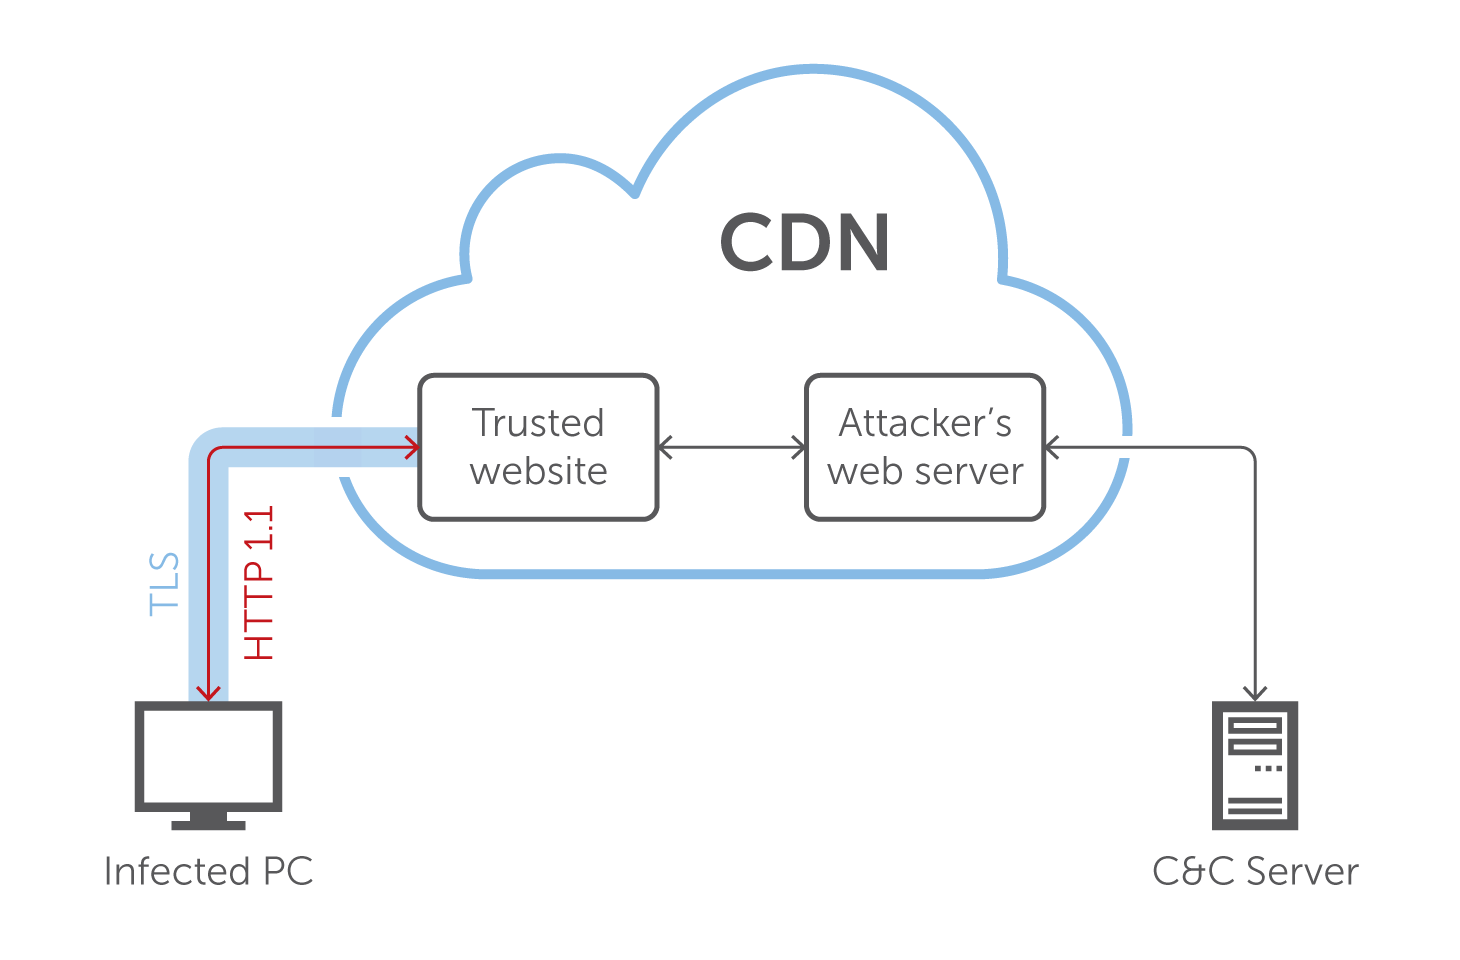 CDN
Trusted
website
Attacker’s
web server
TLS
HTTP 1.1
Infected PC
C&C Server